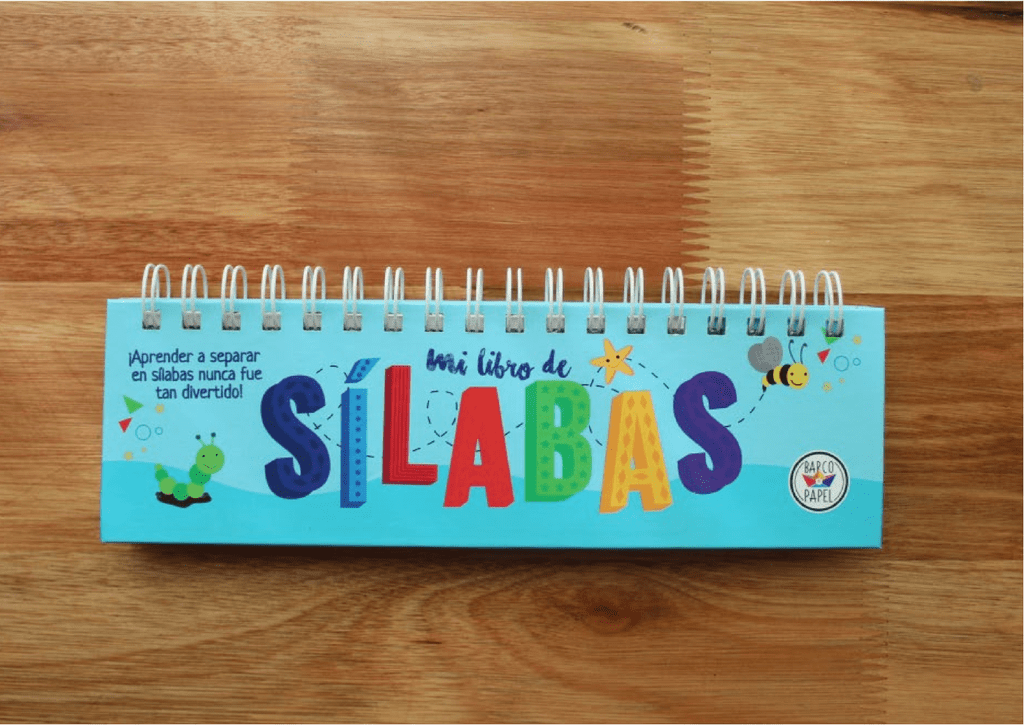 ¡Aprender a separar
en sílabas nunca fue
tan divertido!
mi libro de
SÍLABAS
BARCO
PAPEL